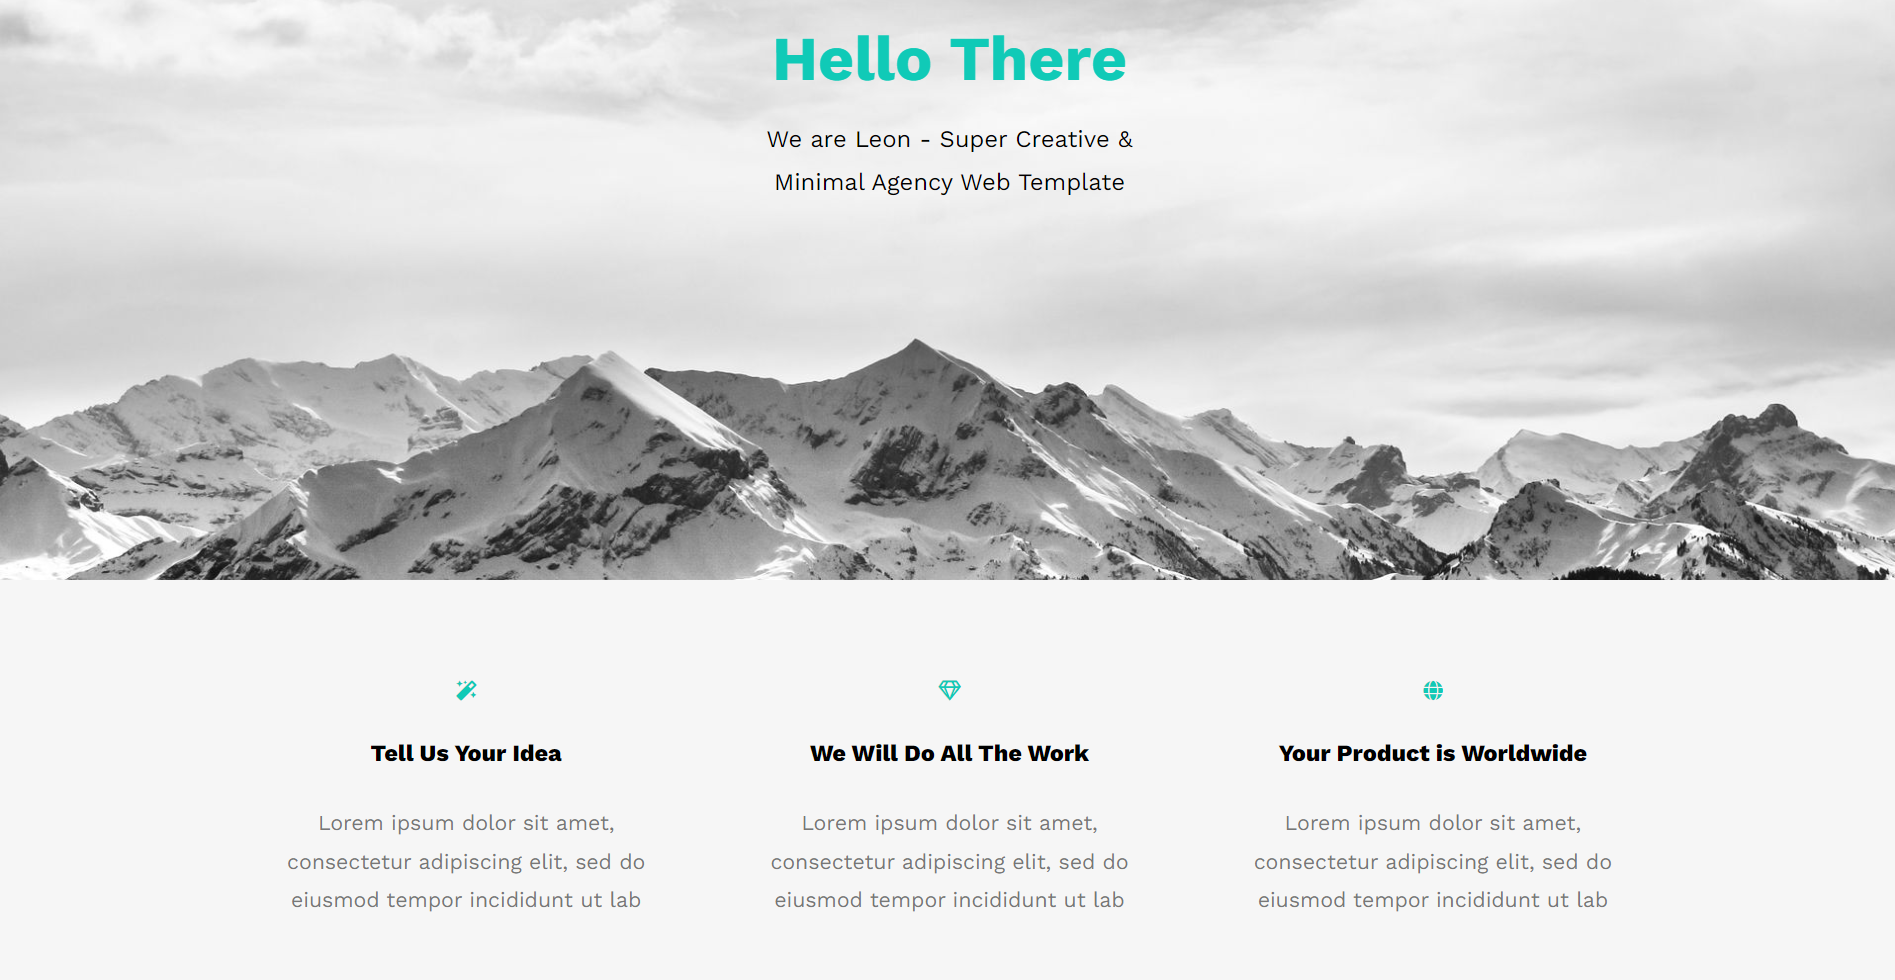 Hello There
We are Leon - Super Creative &
Minimal Agency Web Template
Tell Us Your Idea
Lorem ipsum dolor sit amet,
consectetur adipiscing elit, sed do
eiusmod tempor incididunt ut lab
We Will Do All The Work
Lorem ipsum dolor sit amet,
consectetur adipiscing elit, sed do
eiusmod tempor incididunt ut lab
Your Product is Worldwide
Lorem ipsum dolor sit amet,
consectetur adipiscing elit, sed do
eiusmod tempor incididunt ut lab